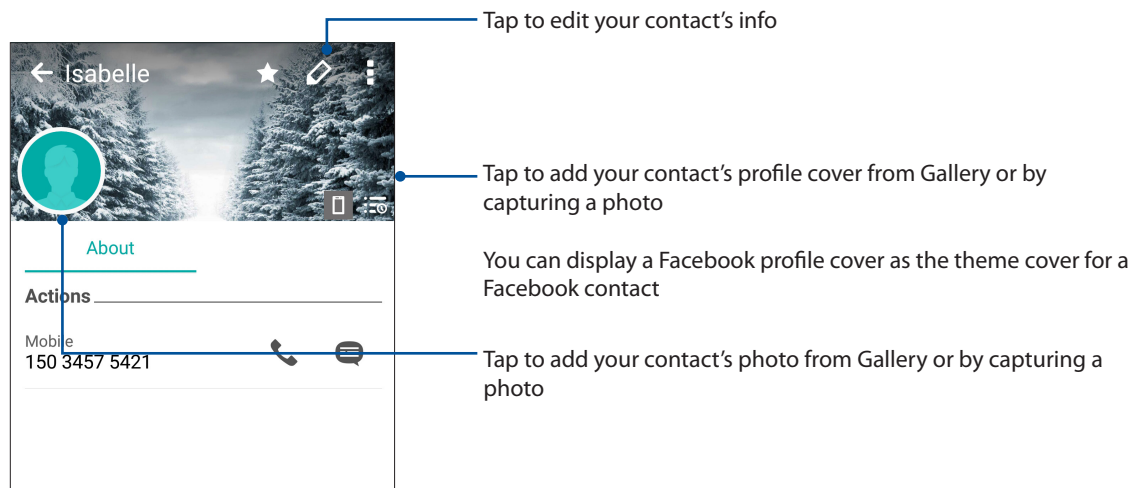 Tap to edit your contact's info
Isabelle
Tap to add your contact's profile cover from Gallery or by
capturing a photo
You can display a Facebook profile cover as the theme cover for a
Facebook contact
About
Actions
Mobile
150 3457 5421
Tap to add your contact's photo from Gallery or by capturing a
photo